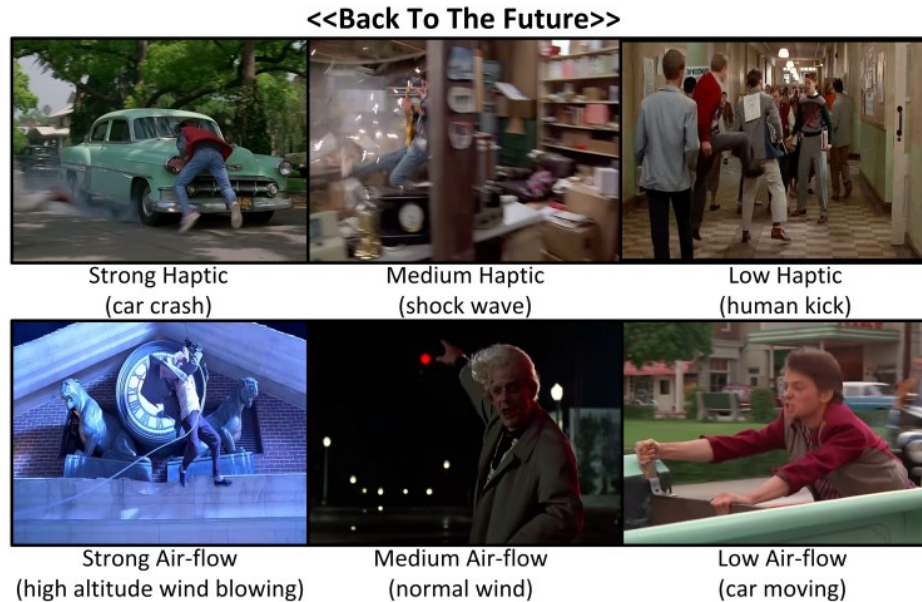 <<Back To The Future>>
Strong Haptic
(car crash)
Medium Haptic
(shock wave)
Low Haptic
(human kick)
Strong Air-flow
(high altitude wind blowing)
Medium Air-flow
(normal wind)
Low Air-flow
(car moving)